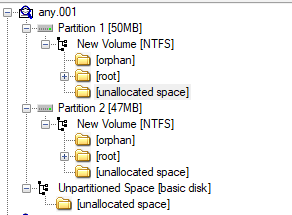 any.001
Partition 1 [50MB]
New Volume [NTFS]
[orphan]
[root]
[unallocated space]
Partition 2 [47MB]
New Volume [NTFS]
[orphan]
[root]
[unallocated space]
Unpartitioned Space [basic disk]
[unallocated space]